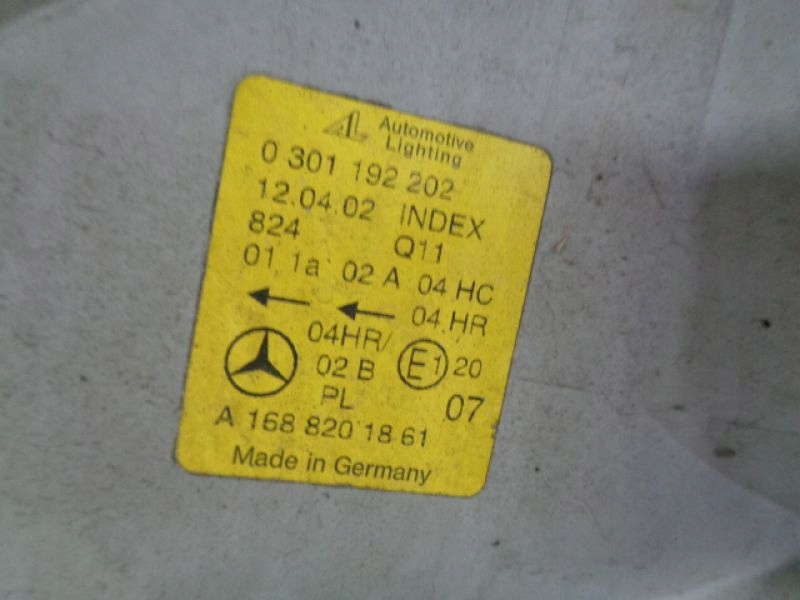 AL Automotive
Lighting
0 301 192 202
12.04.02 INDEX
824 Q11
01 1a 02 A 04 HC
04 HR
04HR/
02 B E1 20
PL 07
A 168 820 18 61
Made in Germany